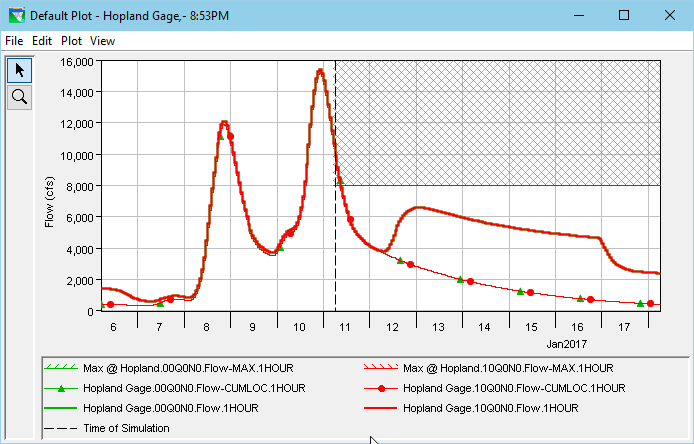 Default Plot - Hopland Gage,- 8:53PM
File Edit Plot View
16,000
14,000
12,000
10,000
8,000
6,000
4,000
2,000
0
Flow (cfs)
6 7 8 9 10 11 12 13 14 15 16 17
Jan2017
Max @ Hopland.00Q0N0.Flow-MAX.1HOUR Max @ Hopland.10Q0N0.Flow-MAX.1HOUR
Hopland Gage.00Q0N0.Flow-CUMLOC.1HOUR Hopland Gage.10Q0N0.Flow-CUMLOC.1HOUR
Hopland Gage.00Q0N0.Flow.1HOUR Hopland Gage.10Q0N0.Flow.1HOUR
Time of Simulation